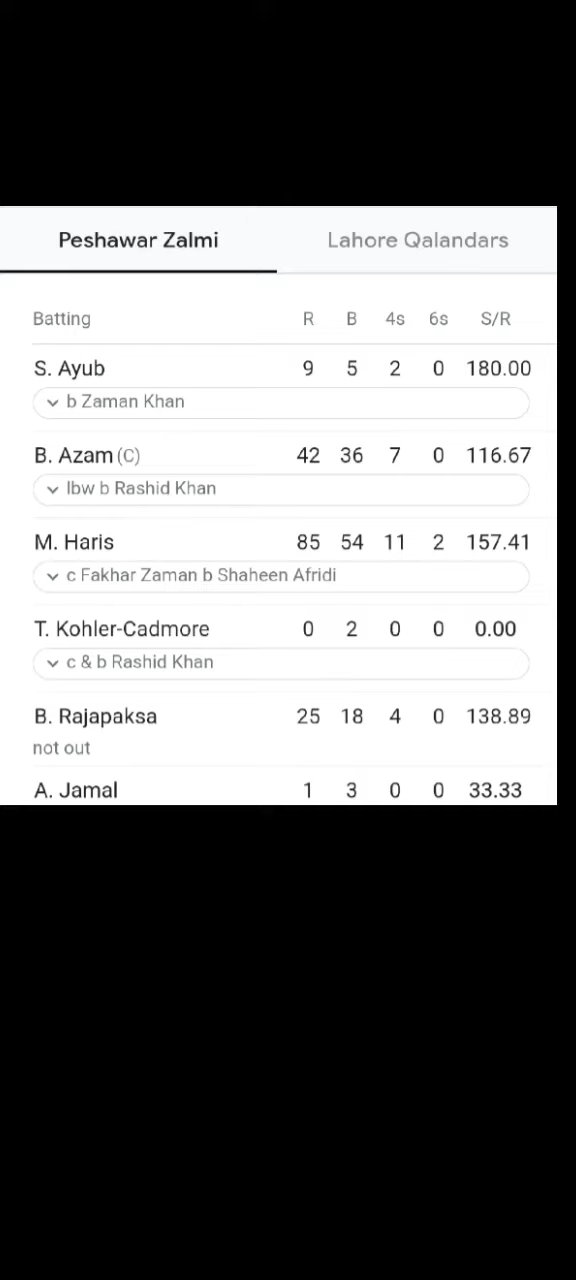 Peshawar Zalmi Lahore Qalandars
Batting R B 4s 6s S/R
S. Ayub 9 5 2 0 180.00
b Zaman Khan
B. Azam (C) 42 36 7 0 116.67
lbw b Rashid Khan
M. Haris 85 54 11 2 157.41
c Fakhar Zaman b Shaheen Afridi
T. Kohler-Cadmore 0 2 0 0 0.00
c & b Rashid Khan
B. Rajapaksa 25 18 4 0 138.89
not out
A. Jamal 1 3 0 0 33.33